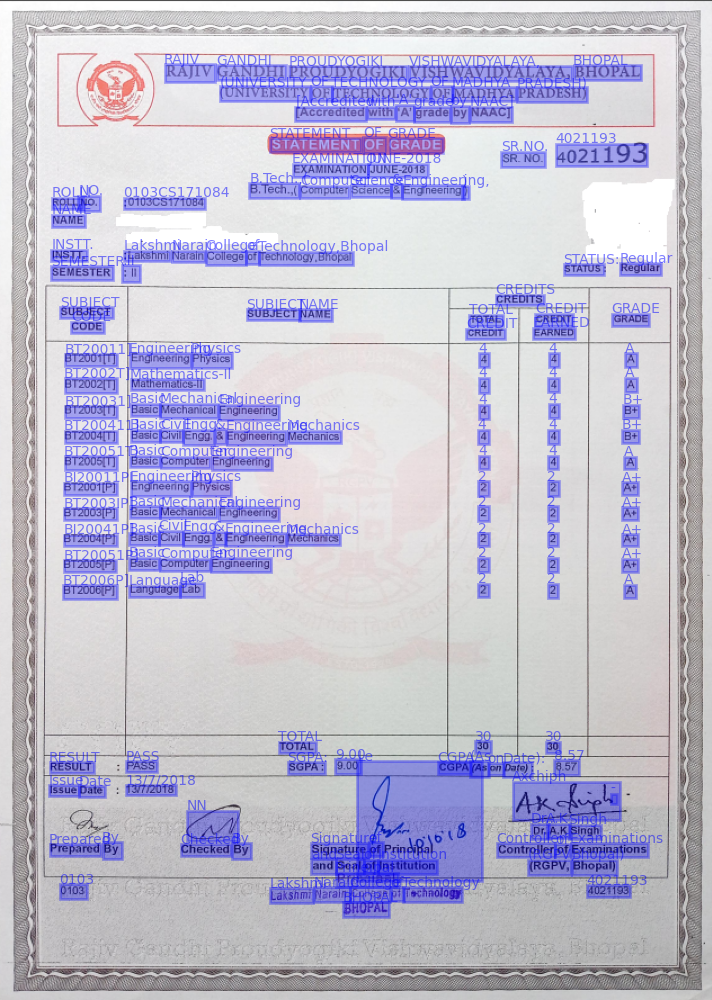 RAJIV GANDHI PROUDYOGIKI VISHWAVIDYALAYA, BHOPAL
(UNIVERSITY OF TECHNOLOGY OF MADHYA PRADESH)
[Accredited with 'A' grade by NAAC]
STATEMENT OF GRADE
SR. NO. 4021193
EXAMINATION JUNE-2018
B.Tech.,( Computer Science & Engineering)
ROLL NO. :0103CS171084
NAME
INSTT. :Lakshmi Narain College of Technology,Bhopal
SEMESTER : II STATUS : Regular
SUBJECT CODE SUBJECT NAME CREDITS GRADE
TOTAL CREDIT CREDIT EARNED
BT2001[T] Engineering Physics 4 4 A
BT2002[T] Mathematics-II 4 4 A
BT2003[T] Basic Mechanical Engineering 4 4 B+
BT2004[T] Basic Civil Engg. & Engineering Mechanics 4 4 B+
BT2005[T] Basic Computer Engineering 4 4 A
BT2001[P] Engineering Physics 2 2 A+
BT2003[P] Basic Mechanical Engineering 2 2 A+
BT2004[P] Basic Civil Engg. & Engineering Mechanics 2 2 A+
BT2005[P] Basic Computer Engineering 2 2 A+
BT2006[P] Language Lab 2 2 A
TOTAL 30 30
RESULT : PASS SGPA : 9.00 CGPA(As on Date) : 8.57
Issue Date : 13/7/2018
A.K. Singh
10/10/18
Dr. A.K.Singh
Prepared By Checked By Signature of Principal Controller of Examinations
and Seal of Institution (RGPV, Bhopal)
0103 Lakshmi Narain College of Technology 4021193
BHOPAL
Rajiv Gandhi Proudyogiki Vishwavidyalaya, Bhopal